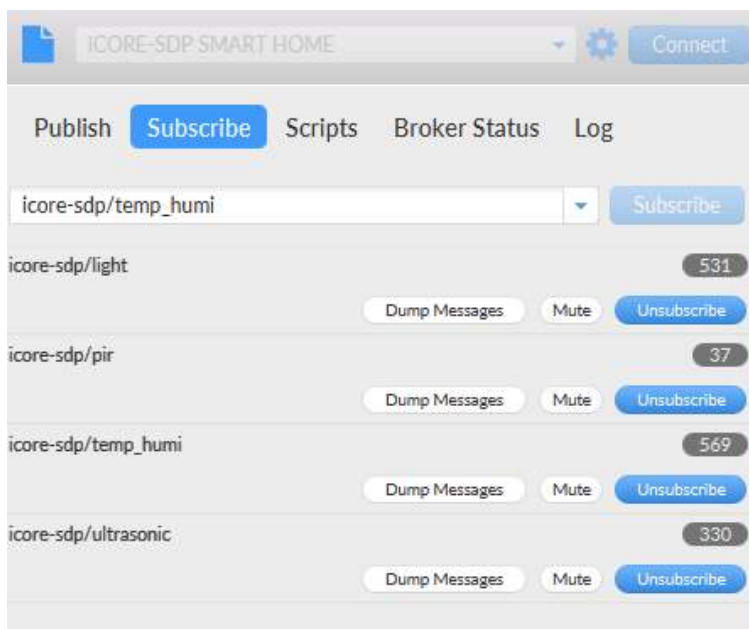 ICORE-SDP SMART HOME Connect
Publish Subscribe Scripts Broker Status Log
icore-sdp/temp_humi Subscribe
icore-sdp/light 531
Dump Messages Mute Unsubscribe
icore-sdp/pir 37
Dump Messages Mute Unsubscribe
icore-sdp/temp_humi 569
Dump Messages Mute Unsubscribe
icore-sdp/ultrasonic 330
Dump Messages Mute Unsubscribe